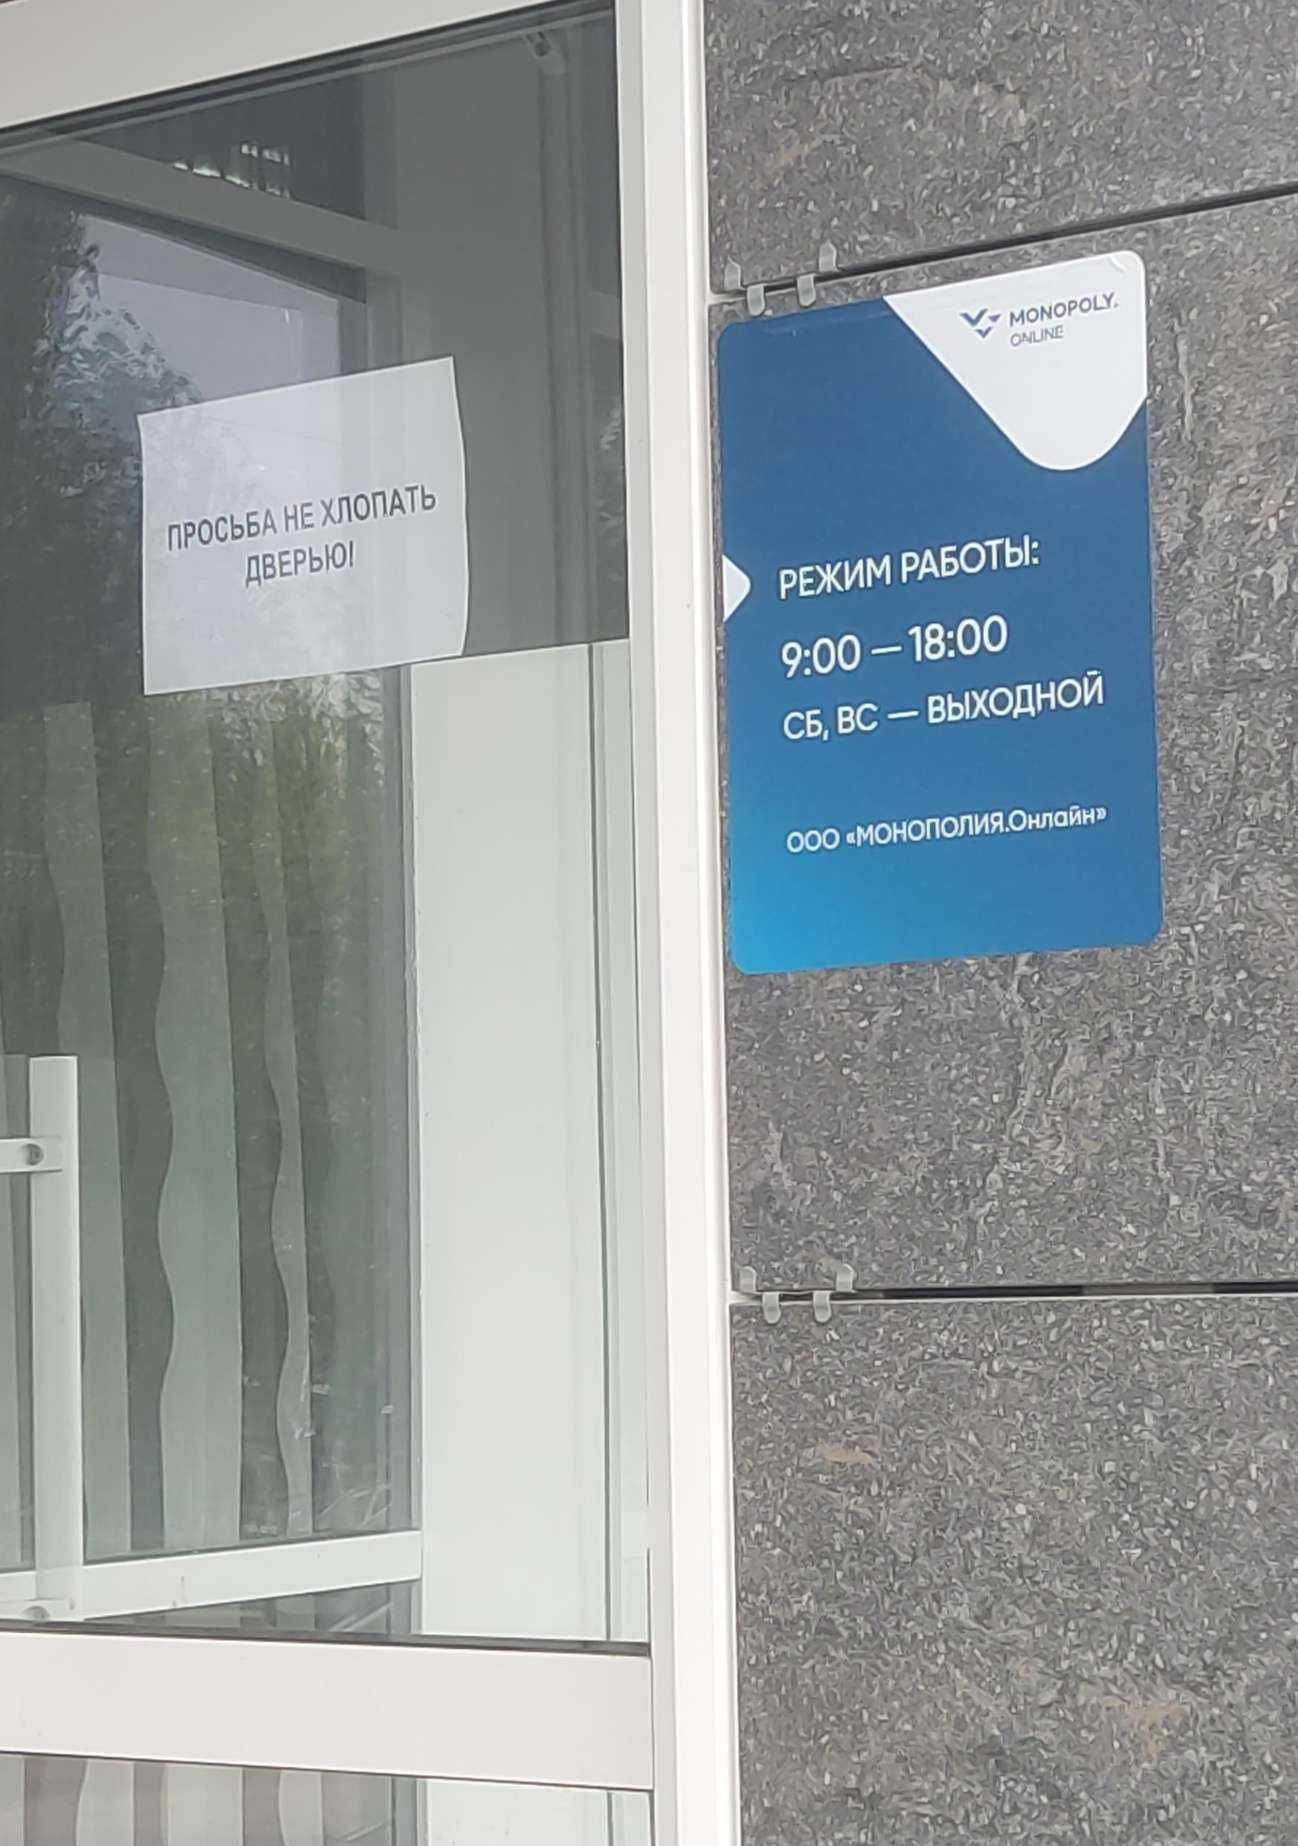 ПРОСЬБА НЕ ХЛОПАТЬ
ДВЕРЬЮ!
MONOPOLY.
ONLINE
РЕЖИМ РАБОТЫ:
9:00 — 18:00
СБ, ВС — ВЫХОДНОЙ
ООО «МОНОПОЛИЯ.Онлайн»